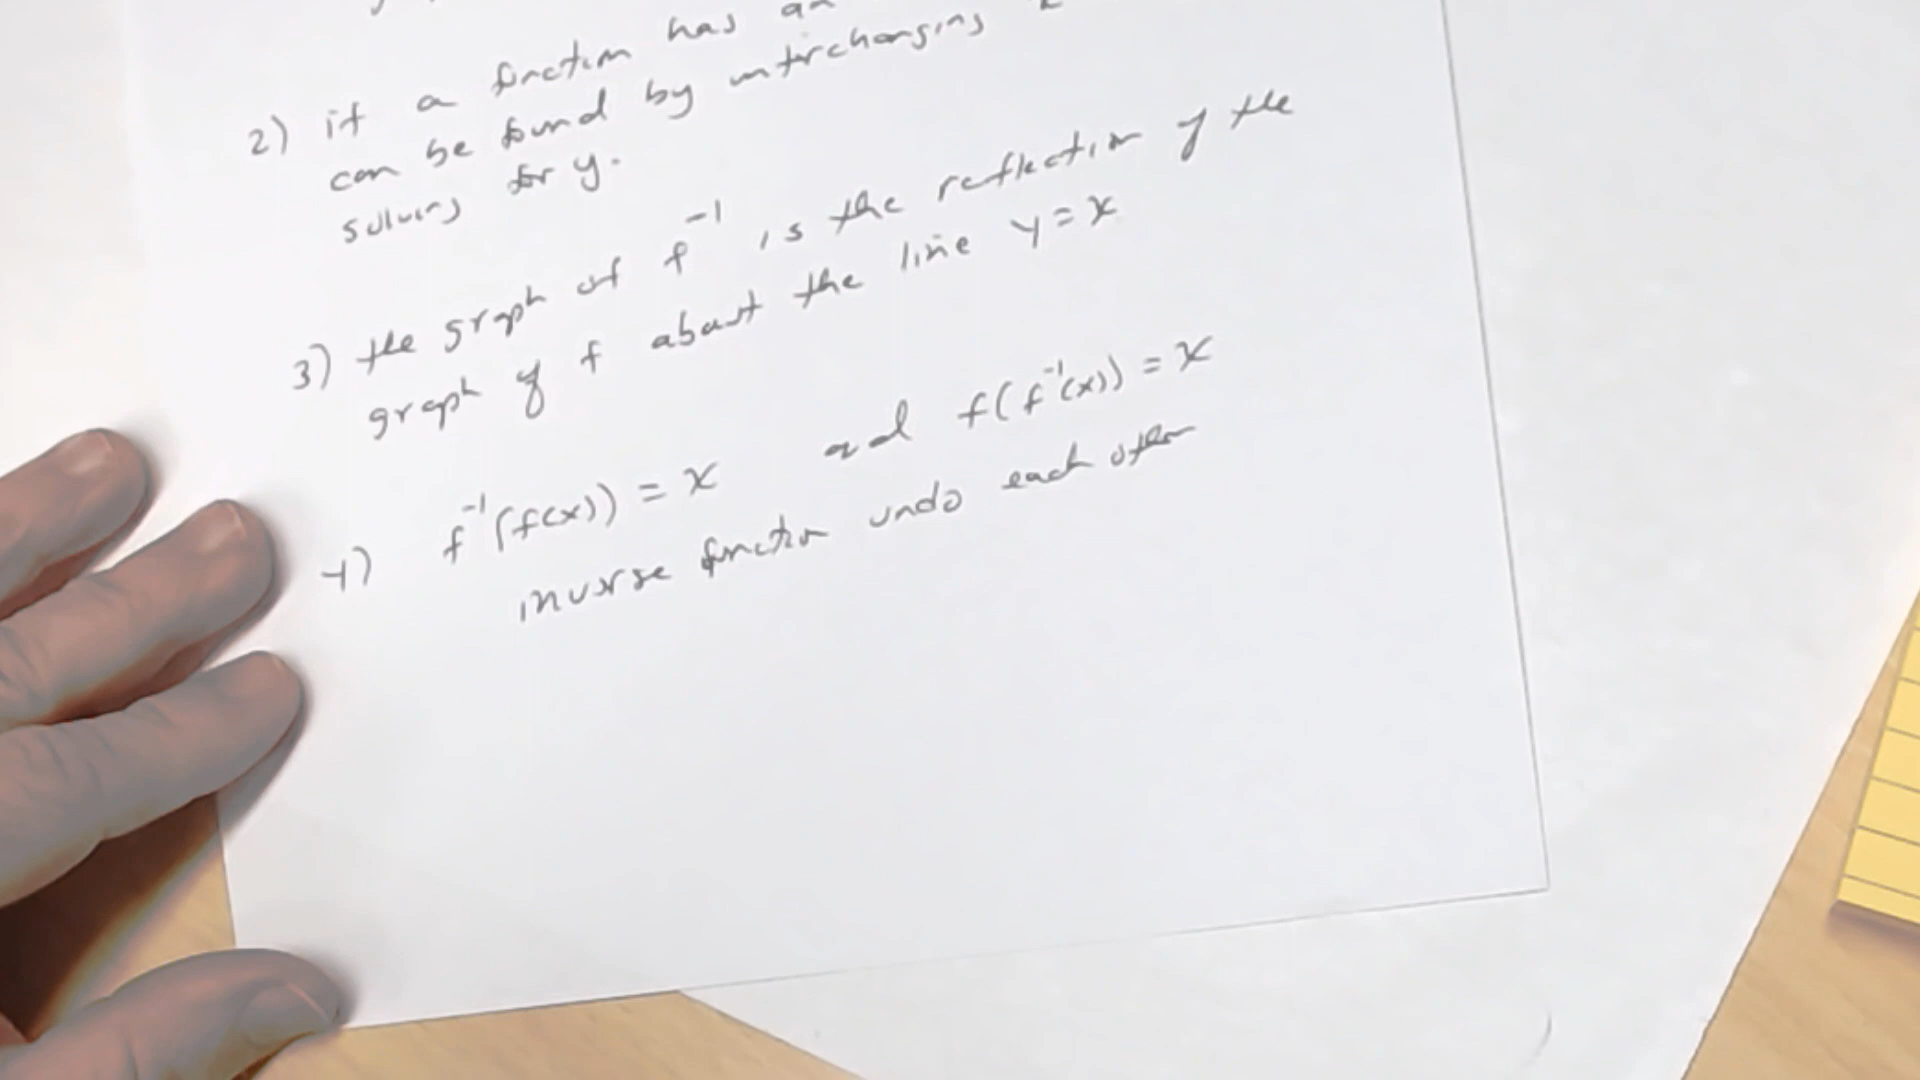 2) if a function has an
can be found by interchanging
solving for y.
3) the graph of f⁻¹ is the reflection of the
graph of f about the line y = x
4) f⁻¹(f(x)) = x and f(f⁻¹(x)) = x
inverse function undo each other